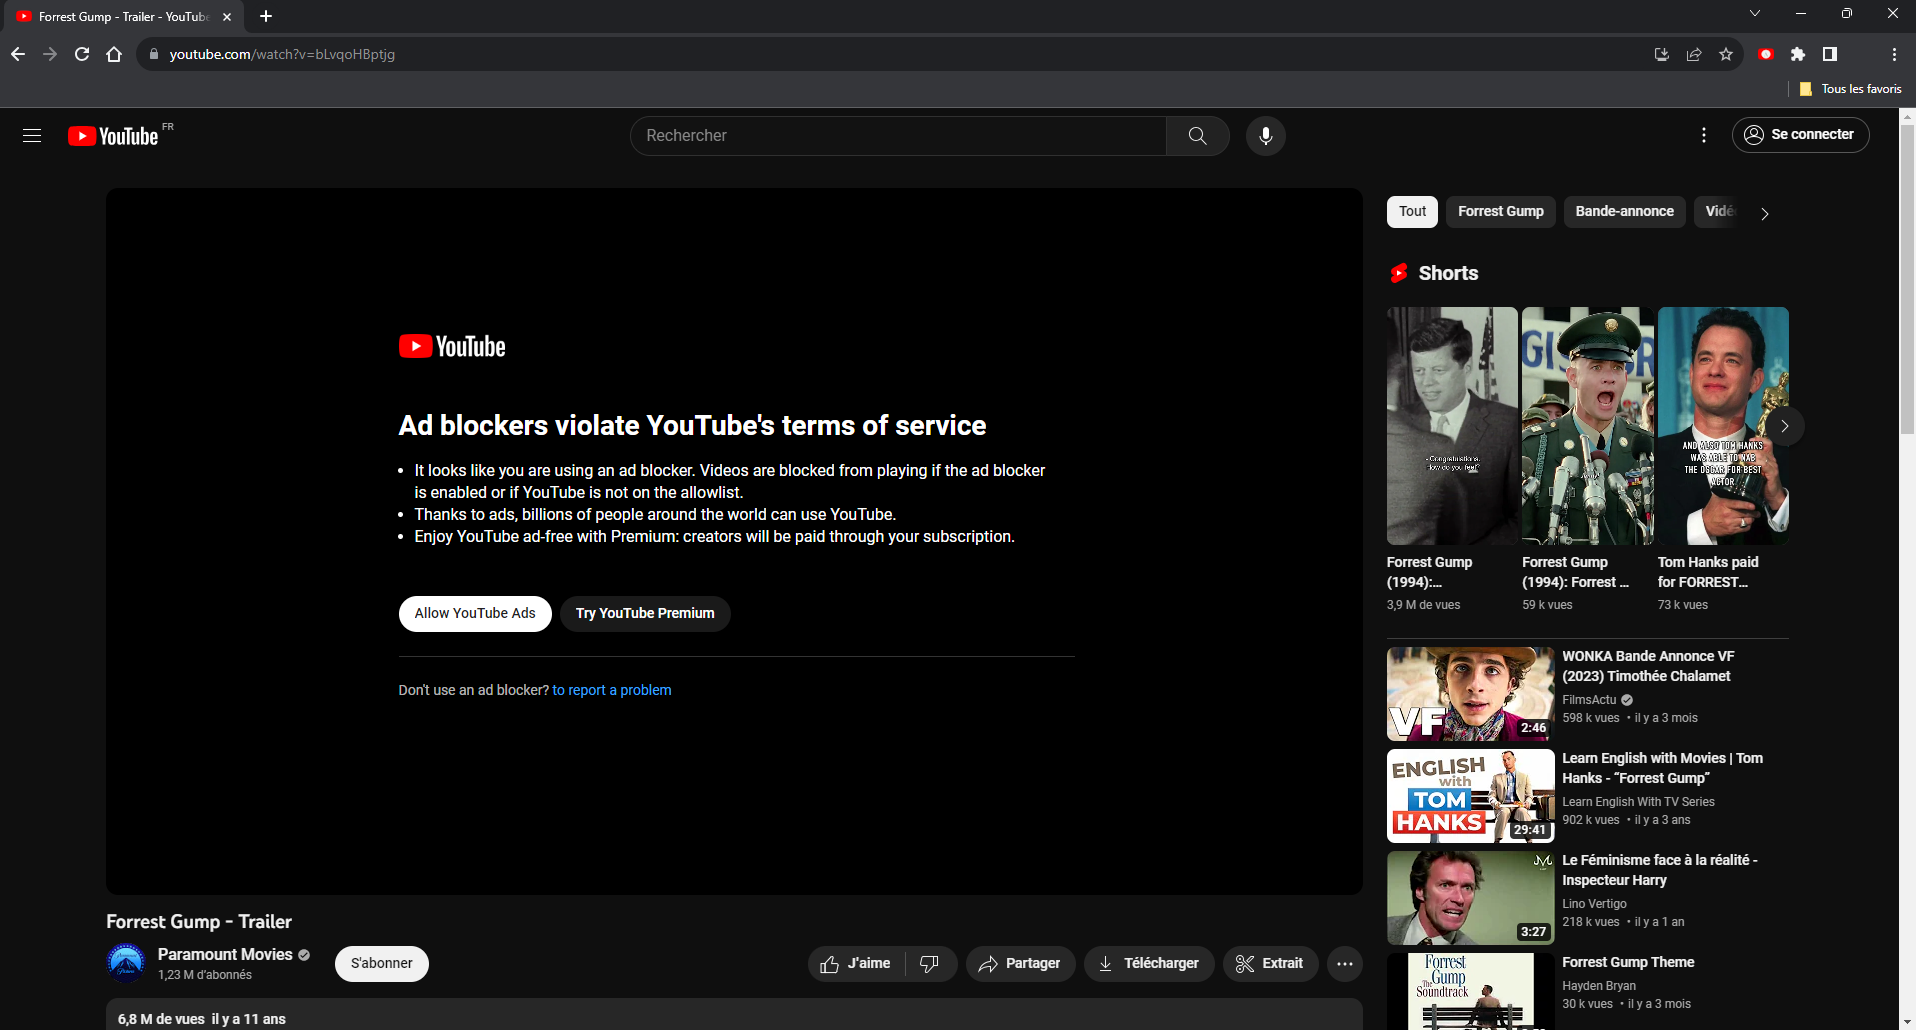 Forrest Gump - Trailer - YouTube
youtube.com/watch?v=bLvqoHBptjg
Tous les favoris
YouTube FR
Rechercher
Se connecter
YouTube
Ad blockers violate YouTube's terms of service
• It looks like you are using an ad blocker. Videos are blocked from playing if the ad blocker
is enabled or if YouTube is not on the allowlist.
• Thanks to ads, billions of people around the world can use YouTube.
• Enjoy YouTube ad-free with Premium: creators will be paid through your subscription.
Allow YouTube Ads
Try YouTube Premium
Don't use an ad blocker? to report a problem
Forrest Gump - Trailer
Paramount Movies
1,23 M d'abonnés
S'abonner
J'aime
Partager
Télécharger
Extrait
6,8 M de vues il y a 11 ans
Tout
Forrest Gump
Bande-annonce
Vidé
Shorts
- Congratulations.
How do you feel?
AND ALSO TOM HANKS
WAS ABLE TO NAB
THE OSCAR FOR BEST
ACTOR
Forrest Gump
(1994):...
3,9 M de vues
Forrest Gump
(1994): Forrest ...
59 k vues
Tom Hanks paid
for FORREST...
73 k vues
VF
2:46
WONKA Bande Annonce VF
(2023) Timothée Chalamet
FilmsActu
598 k vues • il y a 3 mois
ENGLISH
with
TOM
HANKS
29:41
Learn English with Movies | Tom
Hanks - “Forrest Gump”
Learn English With TV Series
902 k vues • il y a 3 ans
3:27
Le Féminisme face à la réalité -
Inspecteur Harry
Lino Vertigo
218 k vues • il y a 1 an
Forrest
Gump
The
Soundtrack
Forrest Gump Theme
Hayden Bryan
30 k vues • il y a 3 mois